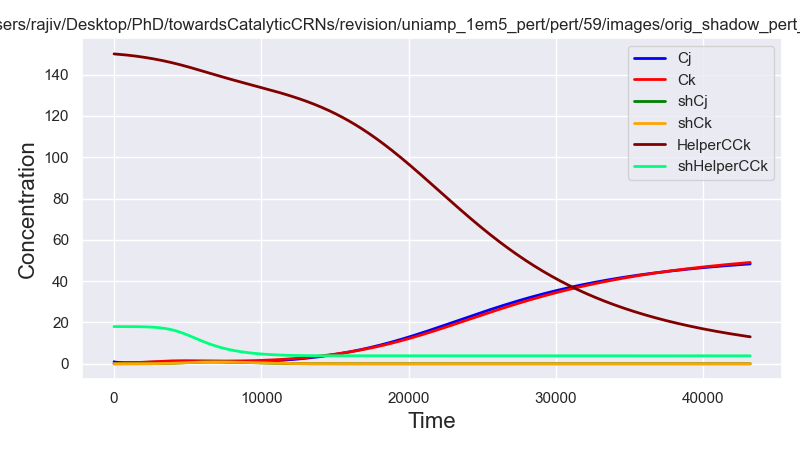 sers/rajiv/Desktop/PhD/towardsCatalyticCRNs/revision/uniamp_1em5_pert/pert/59/images/orig_shadow_pert_
Concentration
140
120
100
80
60
40
20
0
Cj
Ck
shCj
shCk
HelperCCk
shHelperCCk
0 10000 20000 30000 40000
Time